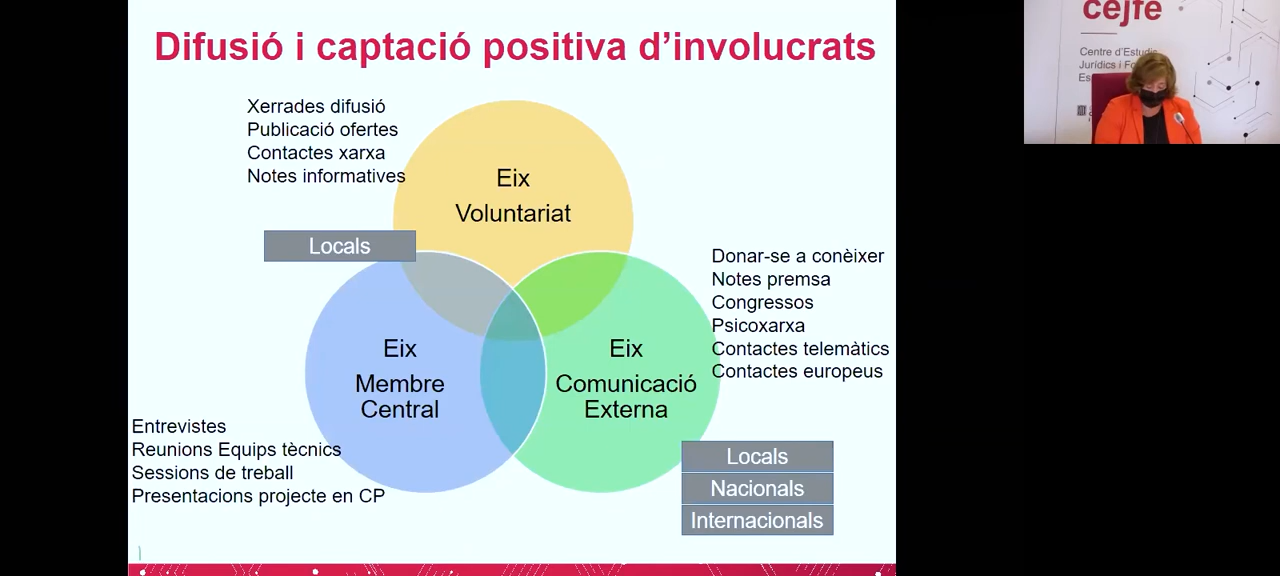 Difusió i captació positiva d’involucrats
Xerrades difusió
Publicació ofertes
Contactes xarxa
Notes informatives
Eix
Voluntariat
Locals
Donar-se a conèixer
Notes premsa
Congressos
Psicoxarxa
Contactes telemàtics
Contactes europeus
Eix
Membre
Central
Eix
Comunicació
Externa
Entrevistes
Reunions Equips tècnics
Sessions de treball
Presentacions projecte en CP
Locals
Nacionals
Internacionals
cejfe
Centre d’Estudis
Jurídics i